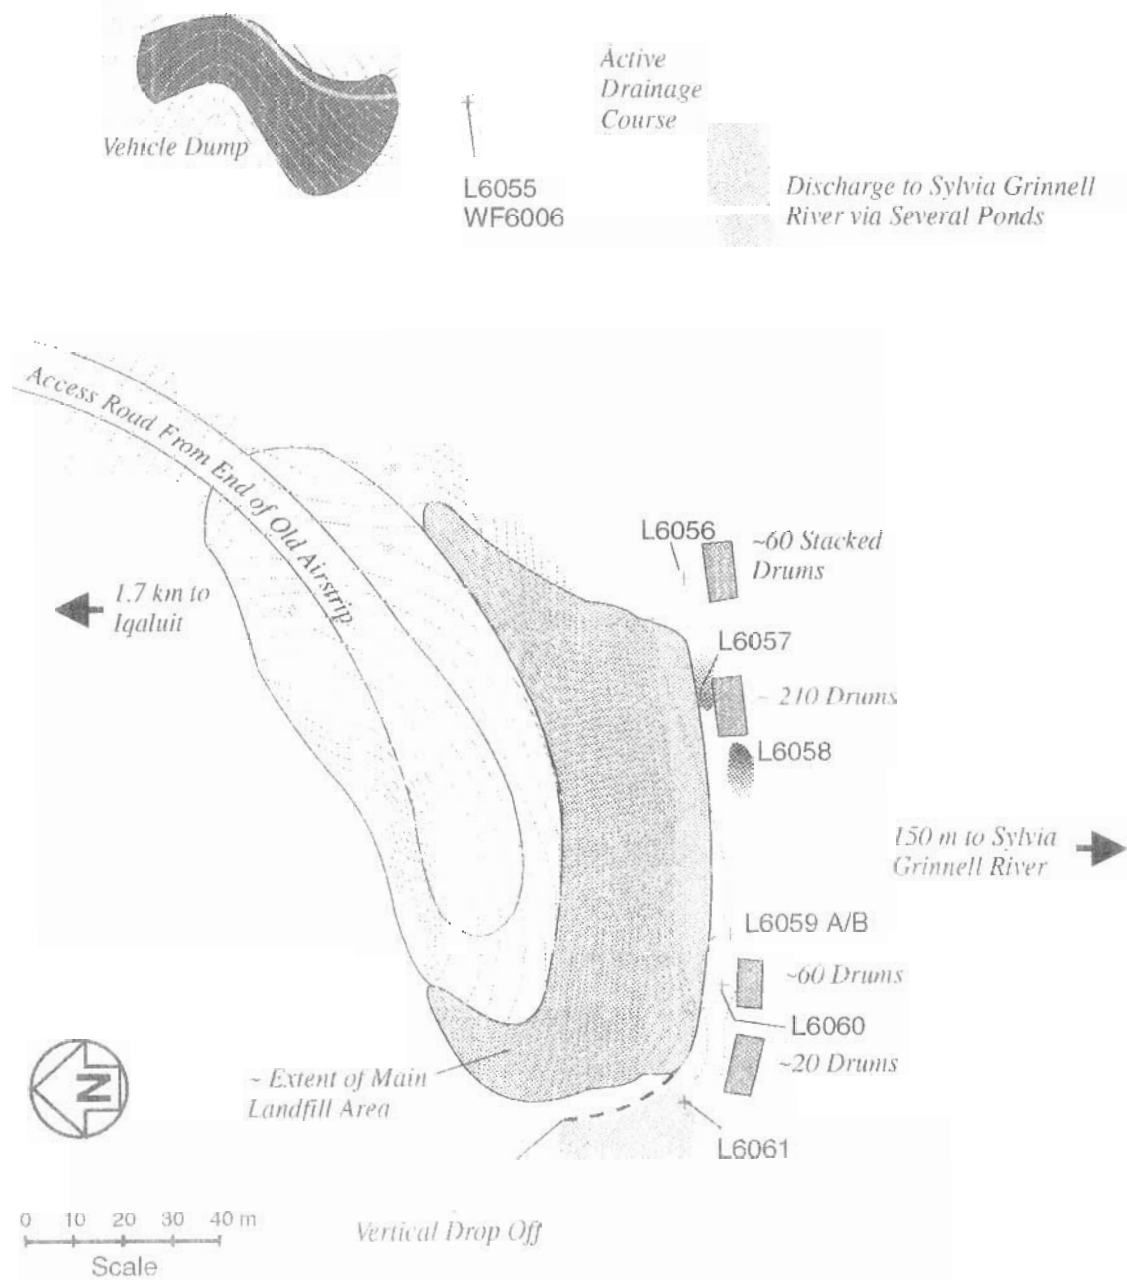 Active
Drainage
Course
Vehicle Dump
L6055
WF6006
Discharge to Sylvia Grinnell
River via Several Ponds
Access Road From End of Old Airstrip
L6056
~60 Stacked
Drums
1.7 km to
Iqaluit
L6057
~ 210 Drums
L6058
150 m to Sylvia
Grinnell River
L6059 A/B
~60 Drums
L6060
~20 Drums
N
~ Extent of Main
Landfill Area
L6061
0 10 20 30 40 m
Scale
Vertical Drop Off